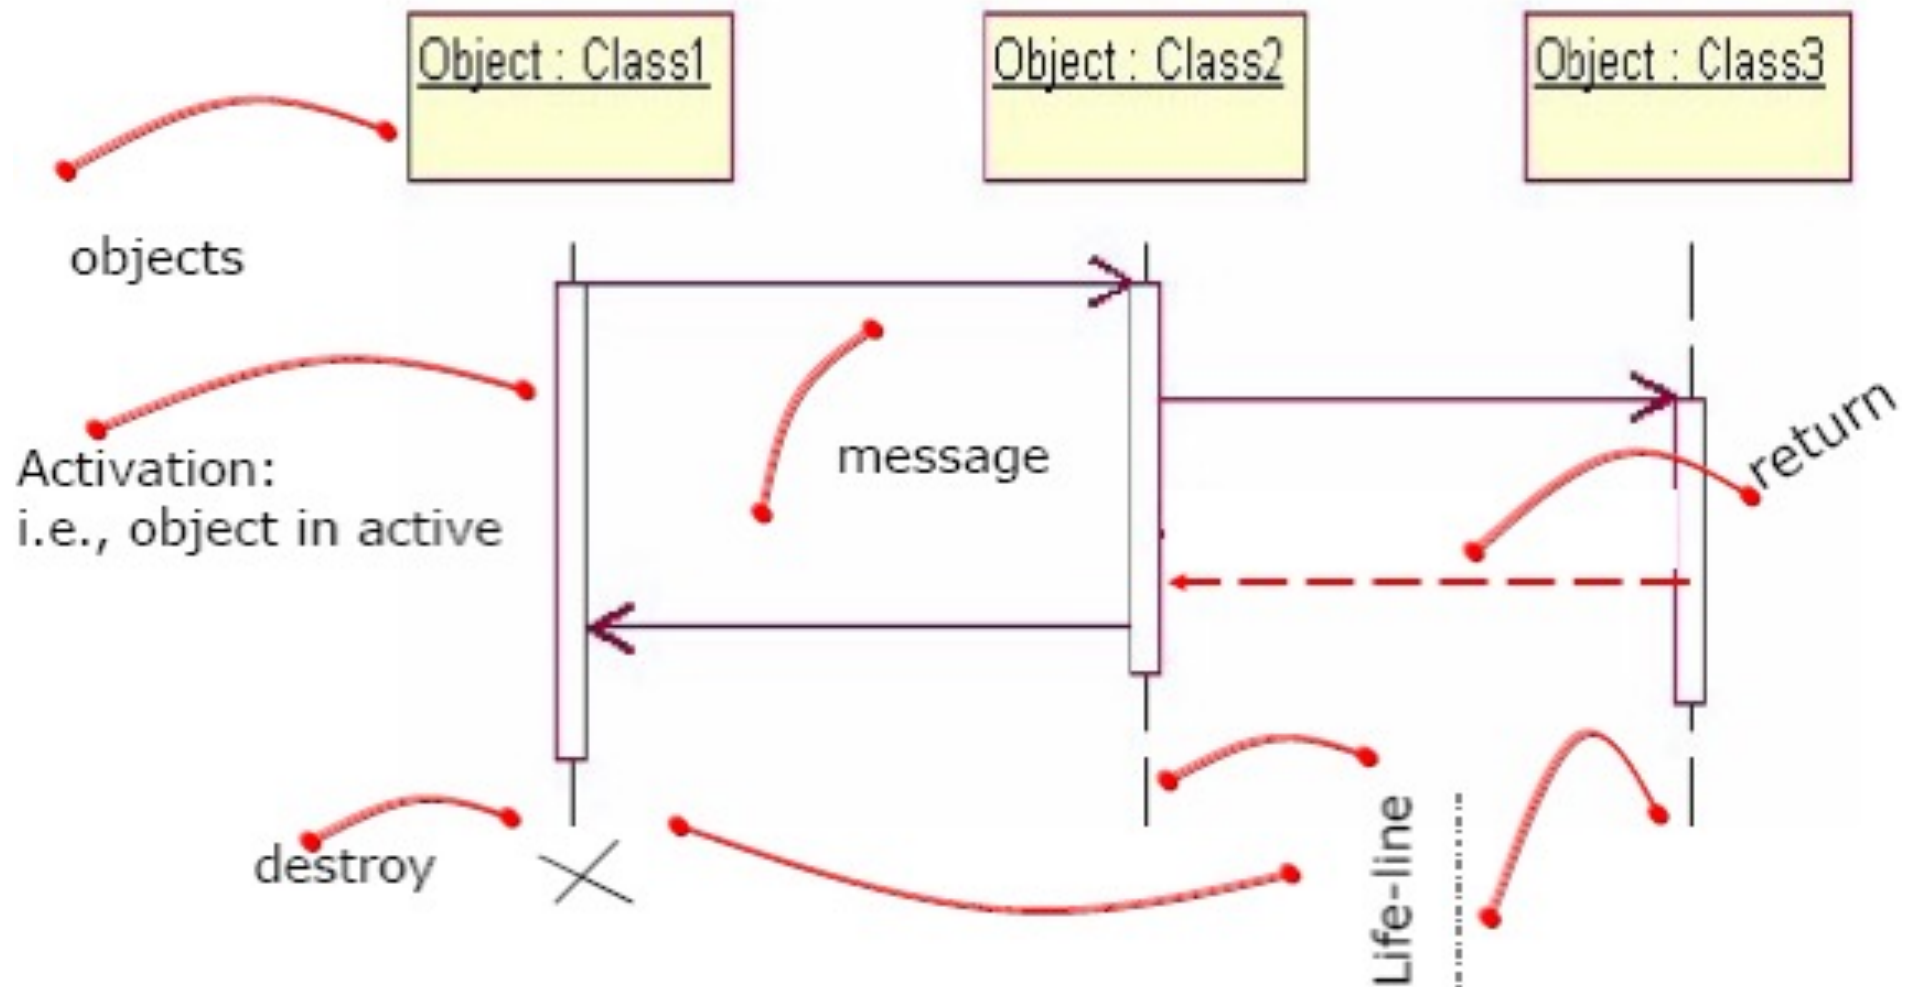 Object : Class1
Object : Class2
Object : Class3
objects
Activation:
i.e., object in active
message
return
destroy
Life-line